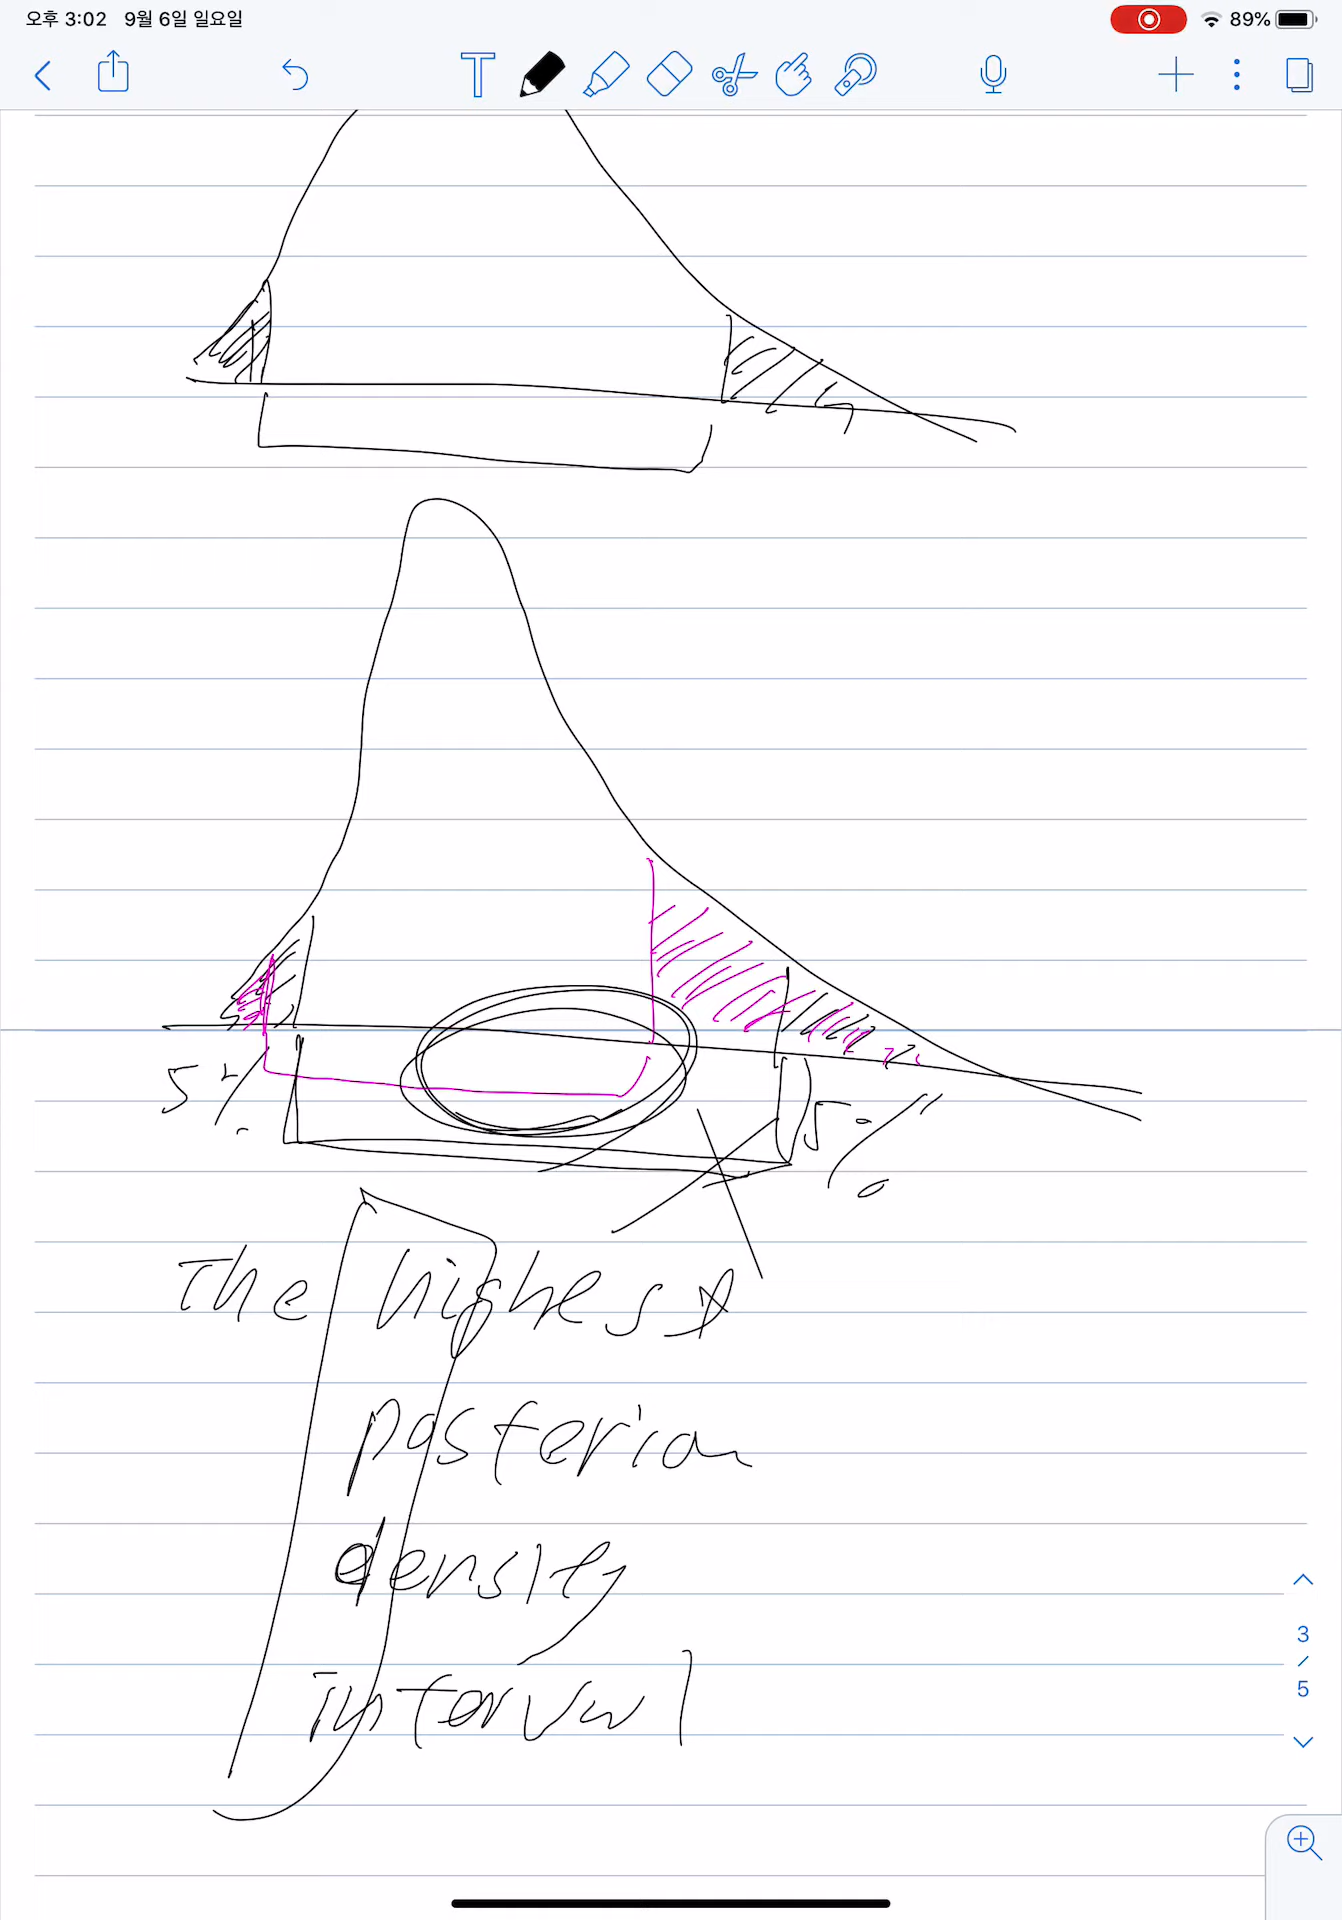 오후 3:02 9월 6일 일요일
89%
T
5%
5%
The highest
posterior
density
interval
3
/
5